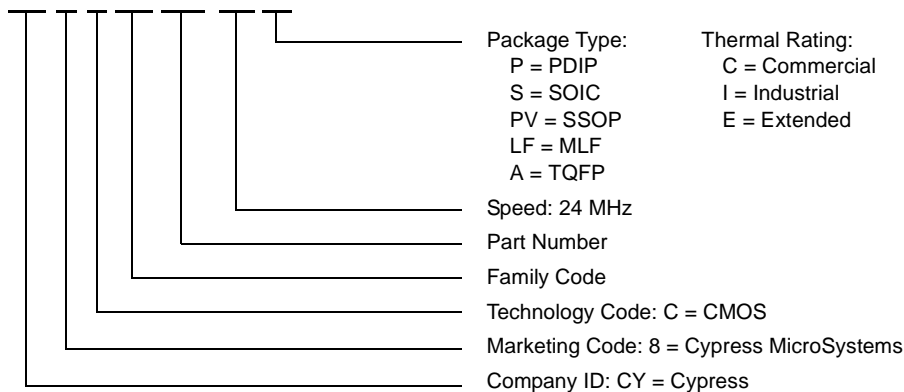 Package Type: Thermal Rating:
P = PDIP C = Commercial
S = SOIC I = Industrial
PV = SSOP E = Extended
LF = MLF
A = TQFP
Speed: 24 MHz
Part Number
Family Code
Technology Code: C = CMOS
Marketing Code: 8 = Cypress MicroSystems
Company ID: CY = Cypress